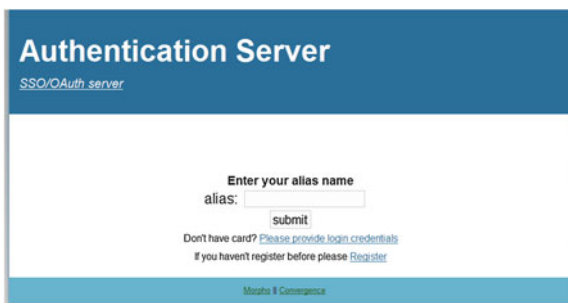 Authentication Server
SSO/OAuth server
Enter your alias name
alias:
submit
Don't have card? Please provide login credentials
If you haven't register before please Register
Morpho || Convergence